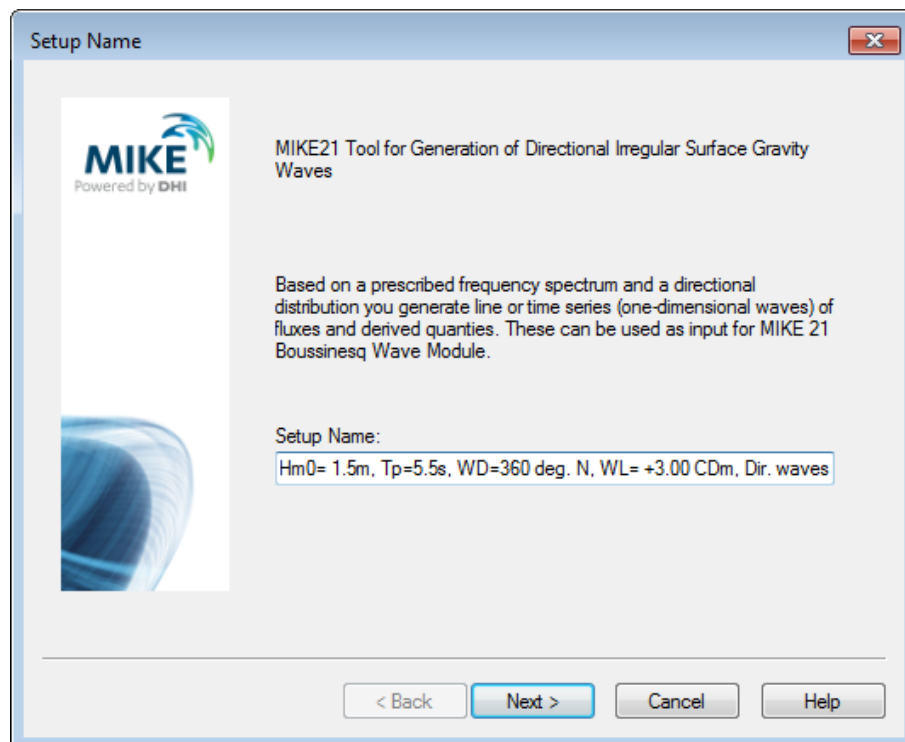 Setup Name
MIKE
Powered by DHI
MIKE21 Tool for Generation of Directional Irregular Surface Gravity
Waves
Based on a prescribed frequency spectrum and a directional
distribution you generate line or time series (one-dimensional waves) of
fluxes and derived quanties. These can be used as input for MIKE 21
Boussinesq Wave Module.
Setup Name:
Hm0= 1.5m, Tp=5.5s, WD=360 deg. N, WL= +3.00 CDm, Dir. waves
< Back
Next >
Cancel
Help